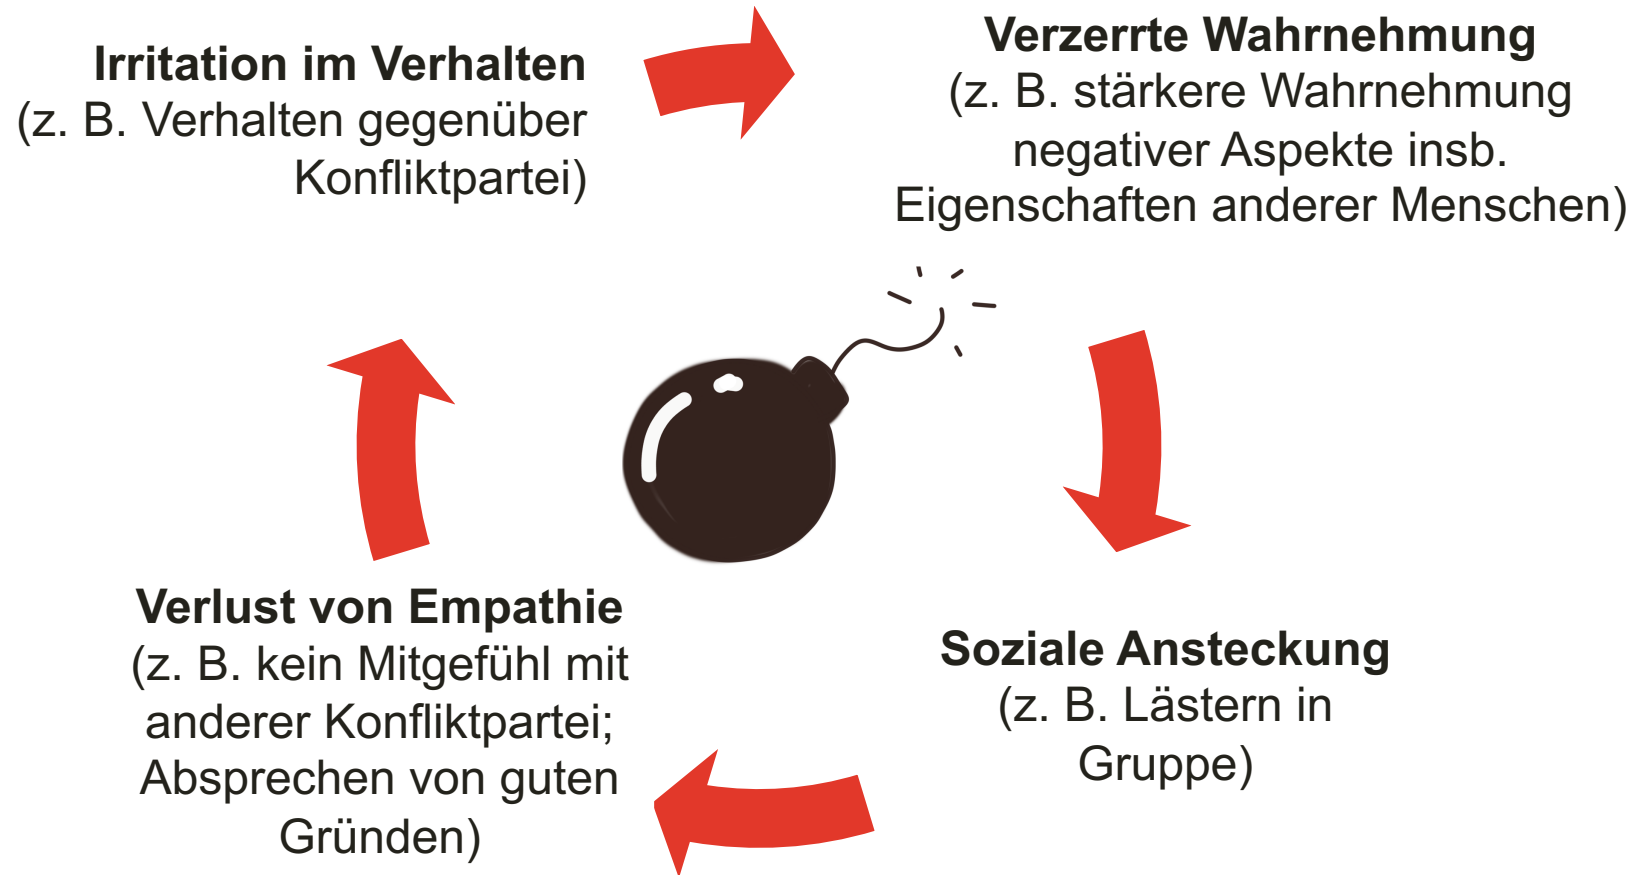 Irritation im Verhalten
(z. B. Verhalten gegenüber
Konfliktpartei)
Verzerrte Wahrnehmung
(z. B. stärkere Wahrnehmung
negativer Aspekte insb.
Eigenschaften anderer Menschen)
Soziale Ansteckung
(z. B. Lästern in
Gruppe)
Verlust von Empathie
(z. B. kein Mitgefühl mit
anderer Konfliktpartei;
Absprechen von guten
Gründen)